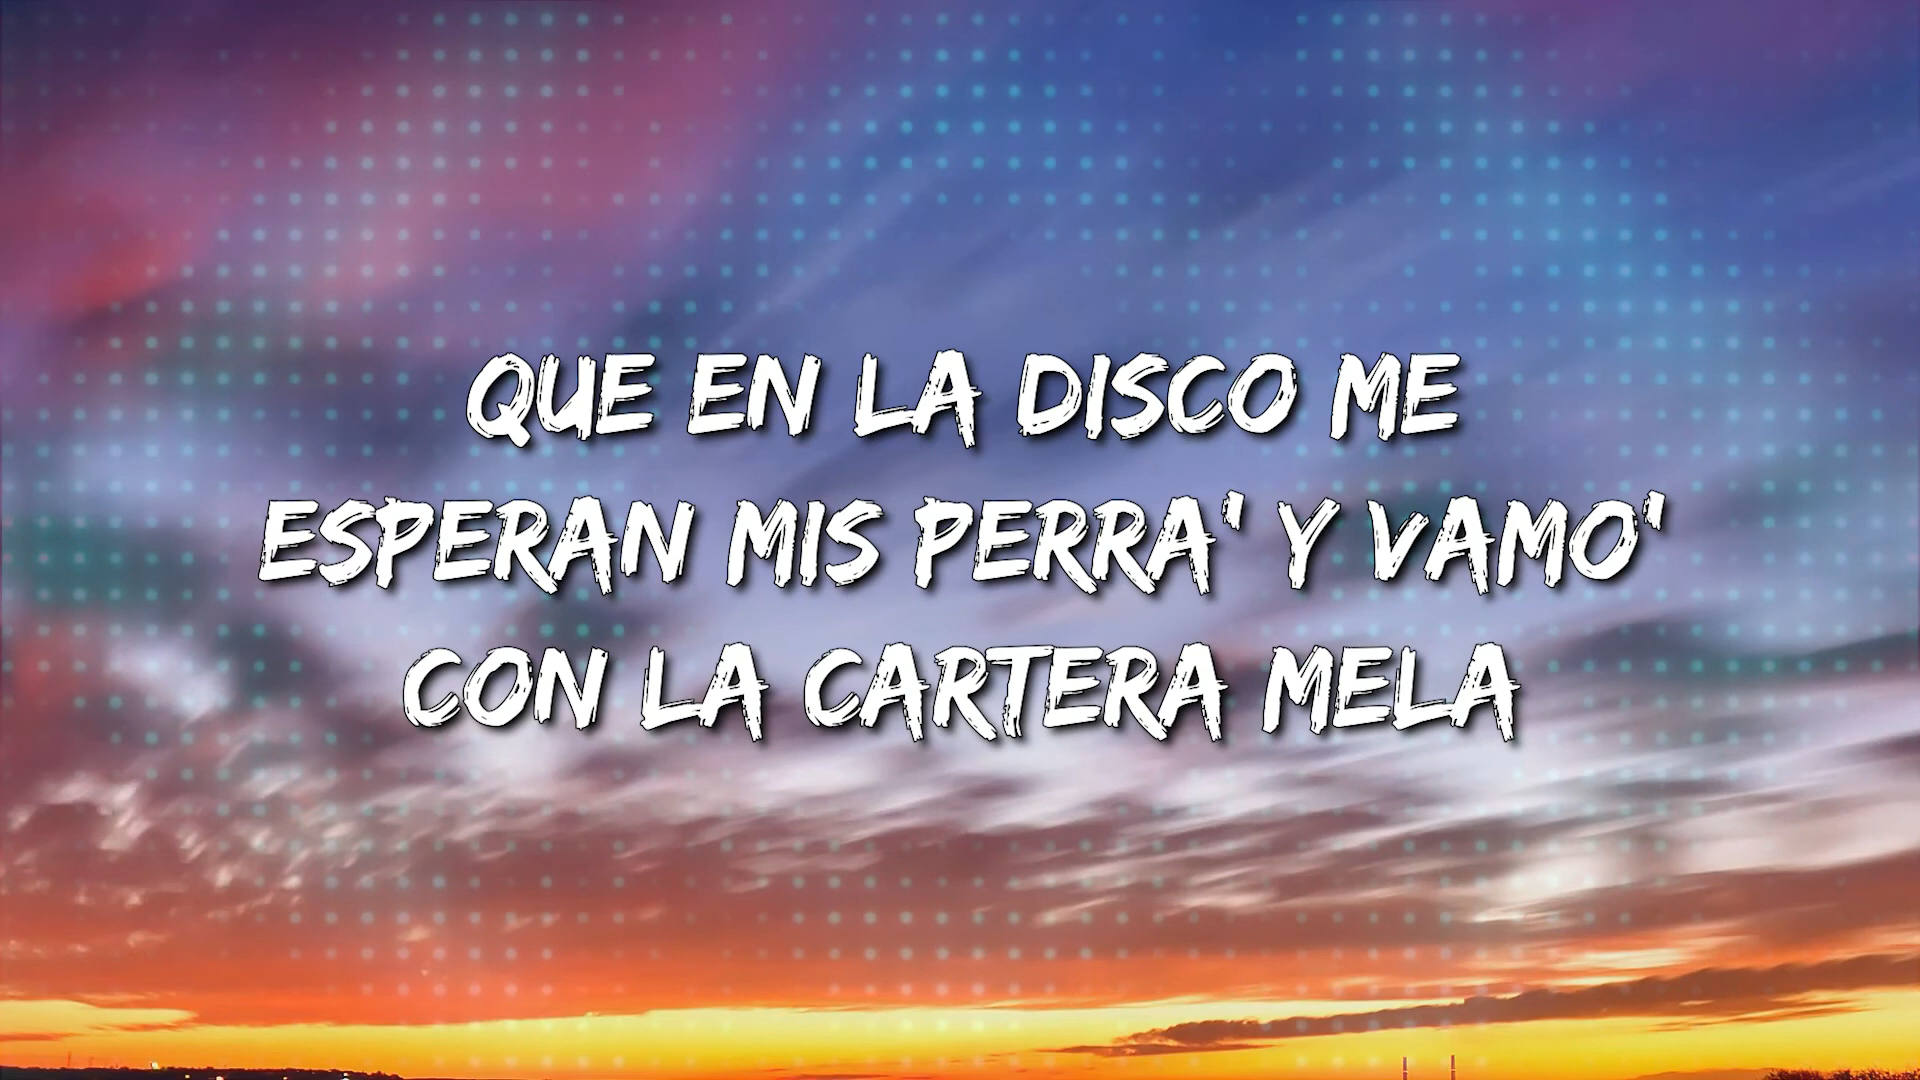 QUE EN LA DISCO ME
ESPERAN MIS PERRA' Y VAMO'
CON LA CARTERA MELA